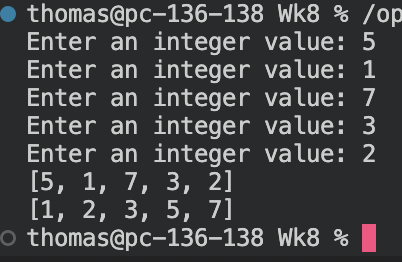 thomas@pc-136-138 Wk8 % /op
Enter an integer value: 5
Enter an integer value: 1
Enter an integer value: 7
Enter an integer value: 3
Enter an integer value: 2
[5, 1, 7, 3, 2]
[1, 2, 3, 5, 7]
thomas@pc-136-138 Wk8 %